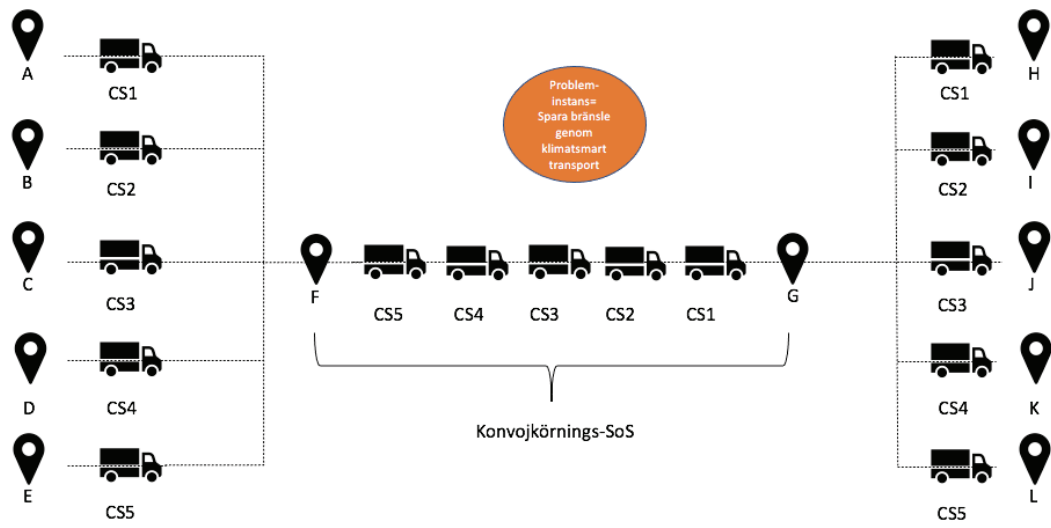 A
CS1
B
CS2
C
CS3
D
CS4
E
CS5
Problem-
instans=
Spara bränsle
genom
klimatsmart
transport
F
CS5
CS4
CS3
CS2
CS1
G
Konvojkörnings-SoS
CS1
H
CS2
I
CS3
J
CS4
K
CS5
L